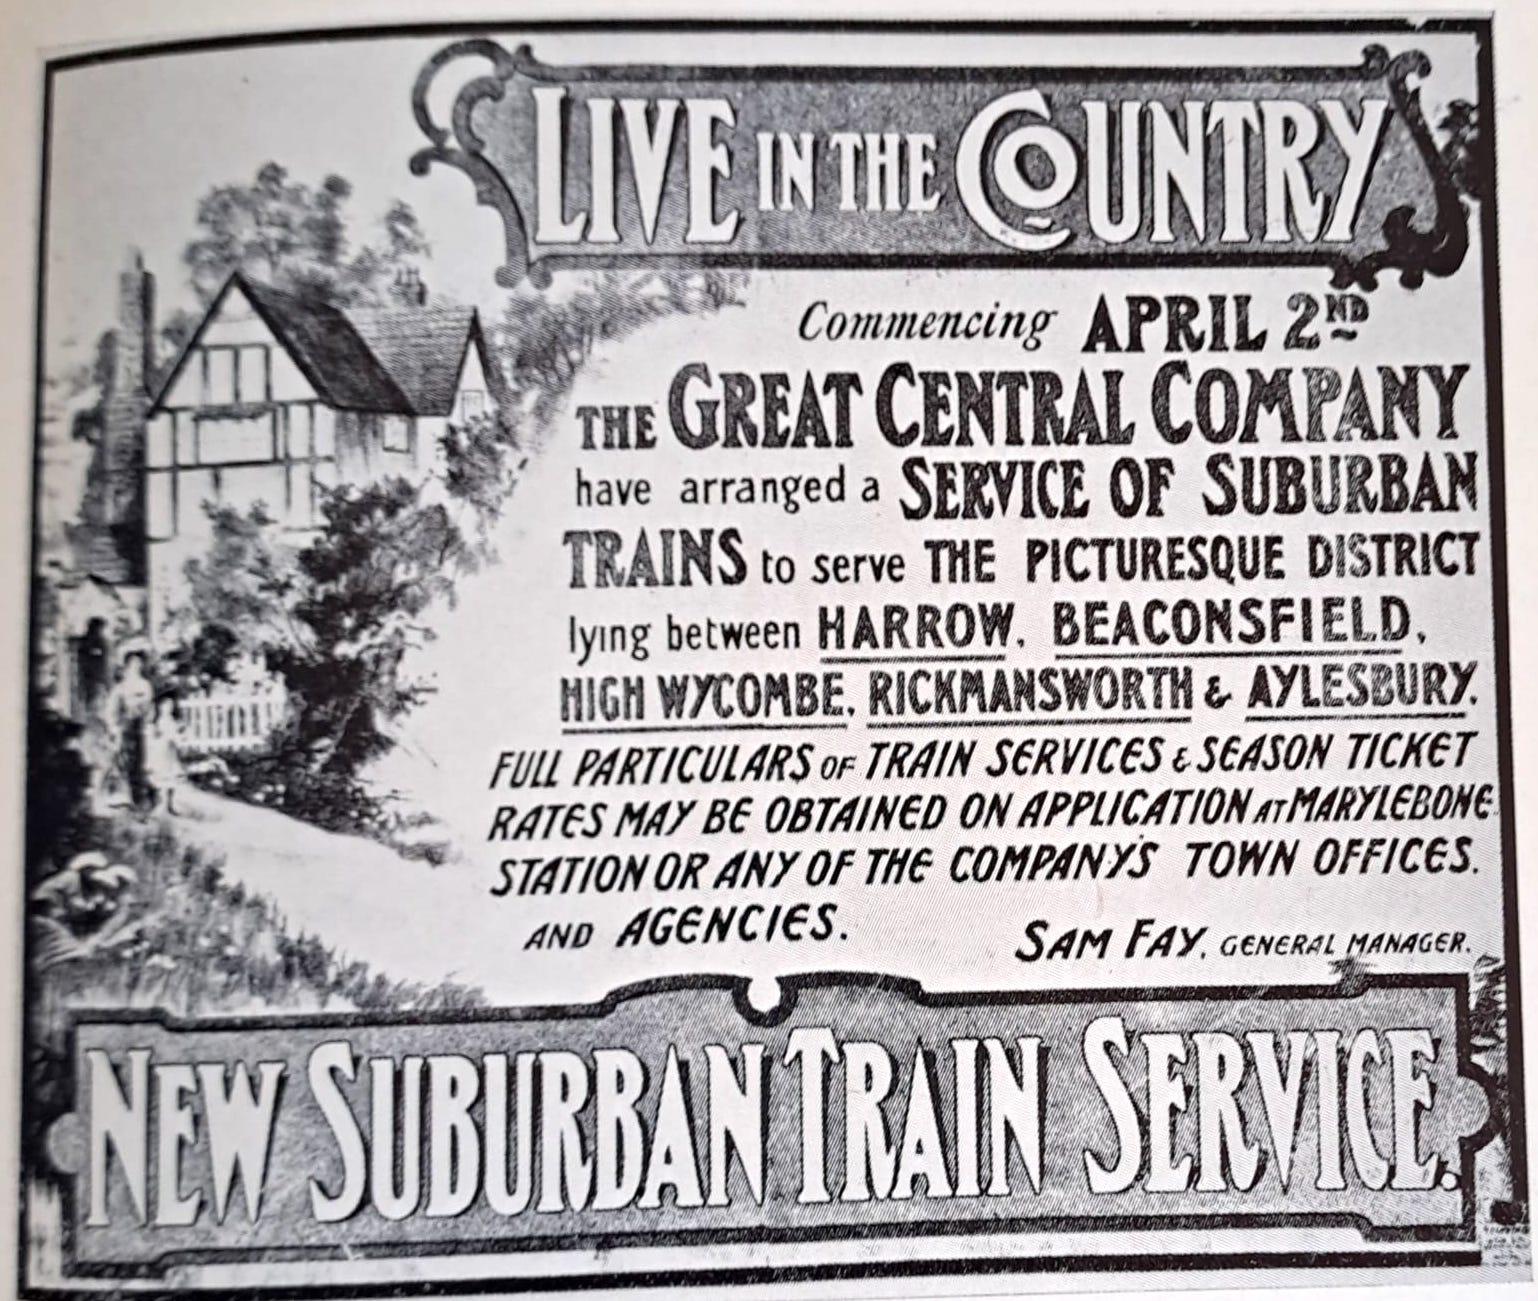 LIVE IN THE COUNTRY
Commencing APRIL 2ND
THE GREAT CENTRAL COMPANY
have arranged a SERVICE OF SUBURBAN
TRAINS to serve THE PICTURESQUE DISTRICT
lying between HARROW, BEACONSFIELD,
HIGH WYCOMBE, RICKMANSWORTH & AYLESBURY.
FULL PARTICULARS OF TRAIN SERVICES & SEASON TICKET
RATES MAY BE OBTAINED ON APPLICATION AT MARYLEBONE
STATION OR ANY OF THE COMPANY'S TOWN OFFICES.
AND AGENCIES. SAM FAY, GENERAL MANAGER.
NEW SUBURBAN TRAIN SERVICE.